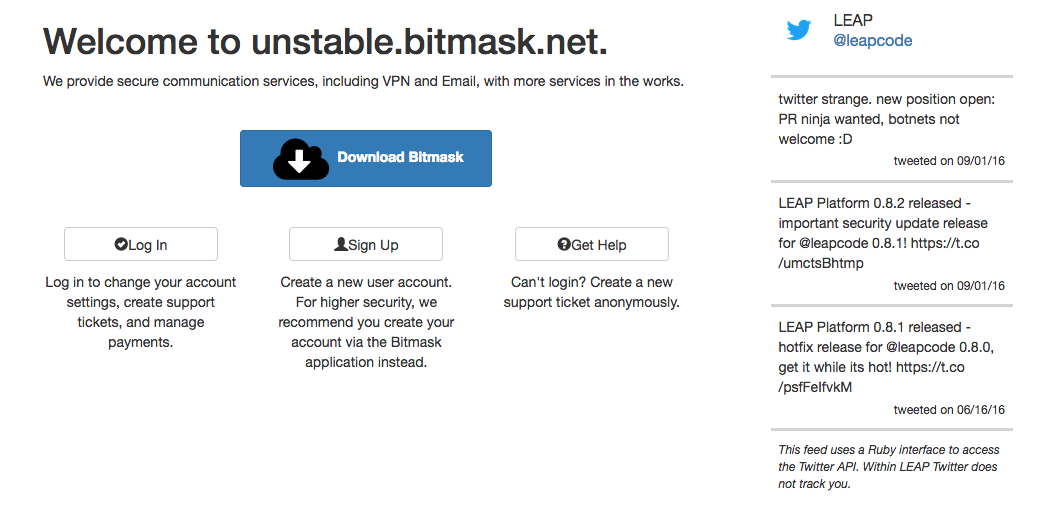 Welcome to unstable.bitmask.net.
We provide secure communication services, including VPN and Email, with more services in the works.
Download Bitmask
Log In
Log in to change your account
settings, create support
tickets, and manage
payments.
Sign Up
Create a new user account.
For higher security, we
recommend you create your
account via the Bitmask
application instead.
Get Help
Can't login? Create a new
support ticket anonymously.
LEAP
@leapcode
twitter strange. new position open:
PR ninja wanted, botnets not
welcome :D
tweeted on 09/01/16
LEAP Platform 0.8.2 released -
important security update release
for @leapcode 0.8.1! https://t.co
/umctsBhtmp
tweeted on 09/01/16
LEAP Platform 0.8.1 released -
hotfix release for @leapcode 0.8.0,
get it while its hot! https://t.co
/psfFeIfvkM
tweeted on 06/16/16
This feed uses a Ruby interface to access
the Twitter API. Within LEAP Twitter does
not track you.